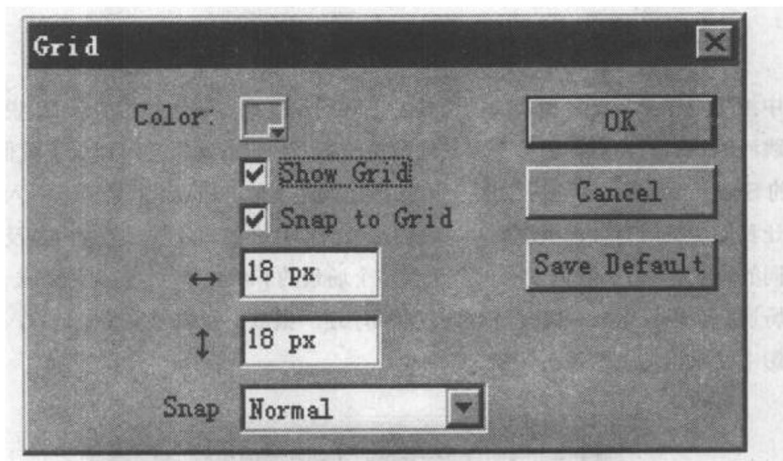 Grid
Color:
OK
Show Grid
Cancel
Snap to Grid
18 px
Save Default
18 px
Snap Normal